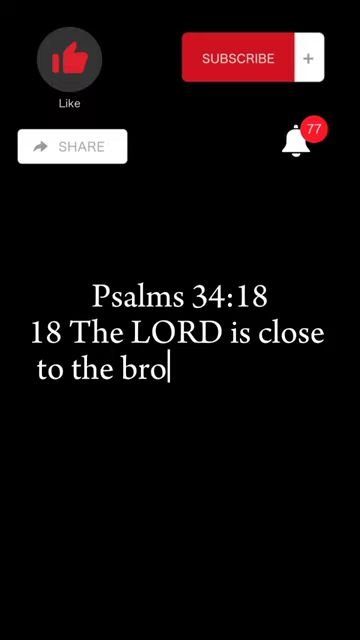 SUBSCRIBE +
Like
SHARE
77
Psalms 34:18
18 The LORD is close
to the bro